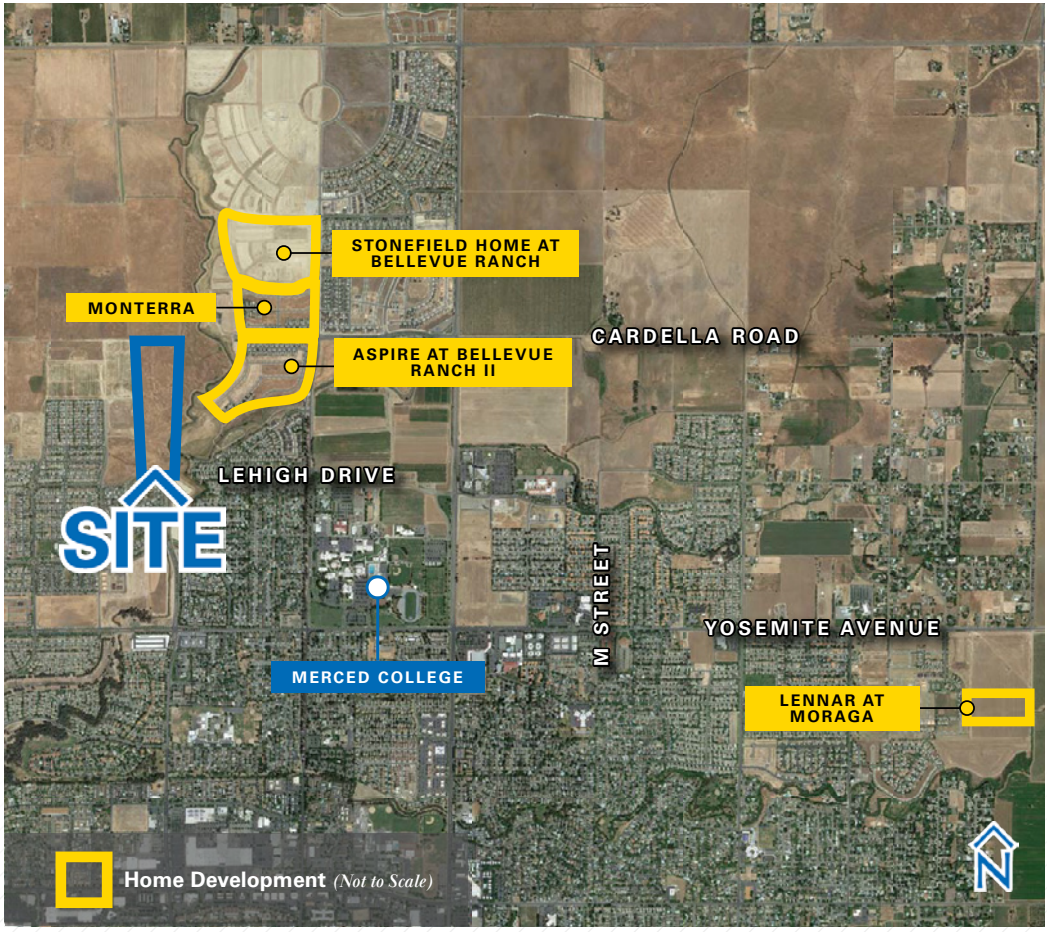 STONEFIELD HOME AT
BELLEVUE RANCH
MONTERRA
CARDELLA ROAD
ASPIRE AT BELLEVUE
RANCH II
LEHIGH DRIVE
SITE
M STREET
YOSEMITE AVENUE
MERCED COLLEGE
LENNAR AT
MORAGA
N
Home Development (Not to Scale)